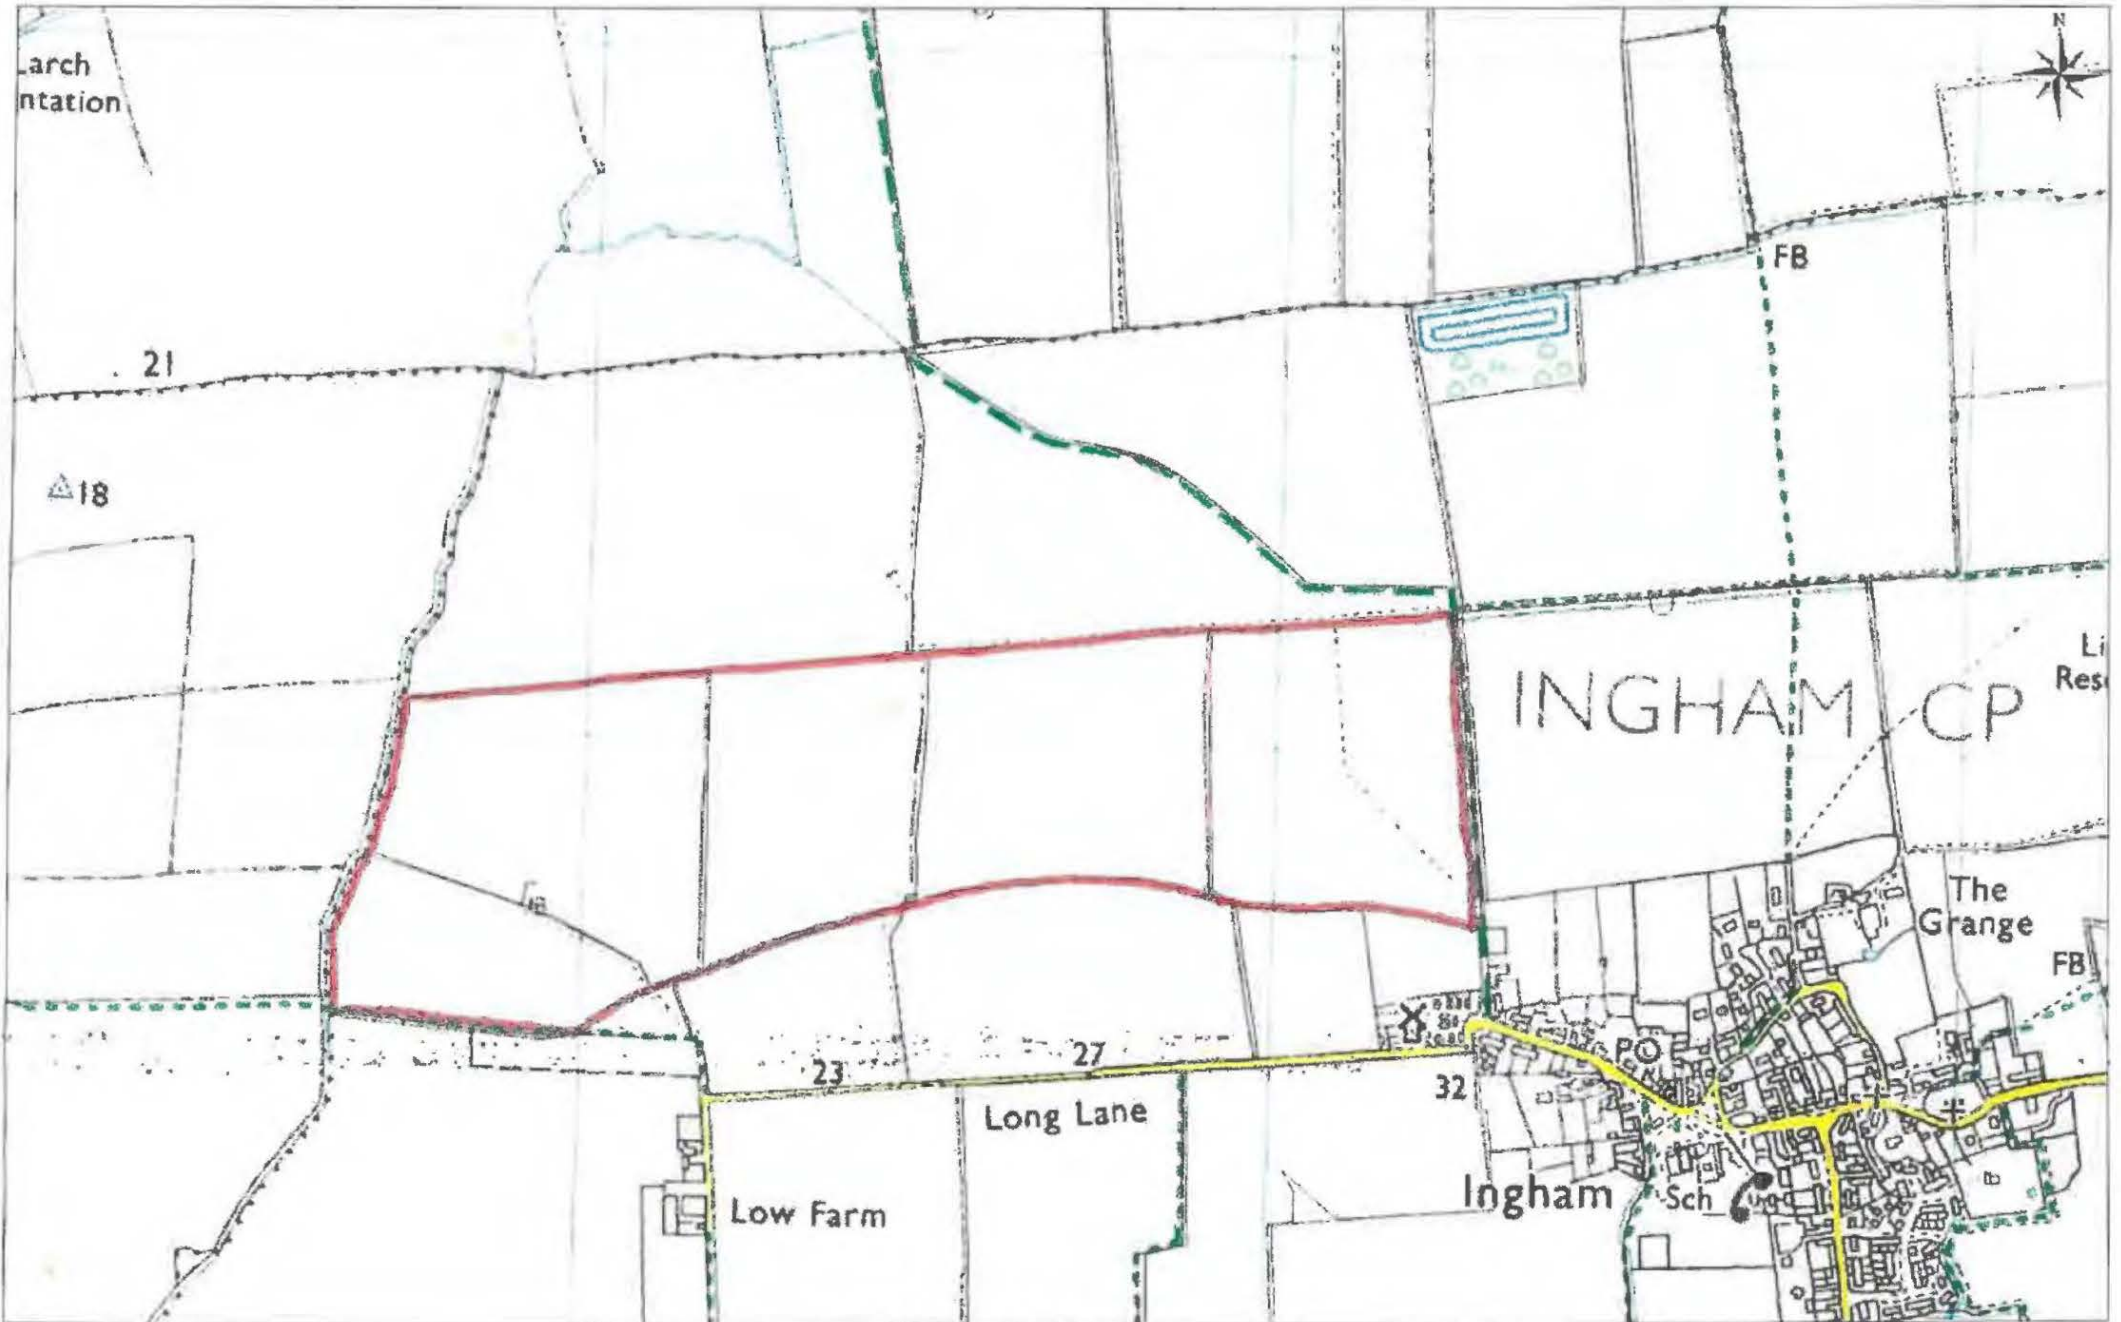 N
arch
ntation
FB
21
18
INGHAM CP
Li
Res
The
Grange
FB
PO
23
27
32
Long Lane
Ingham
Sch
Low Farm